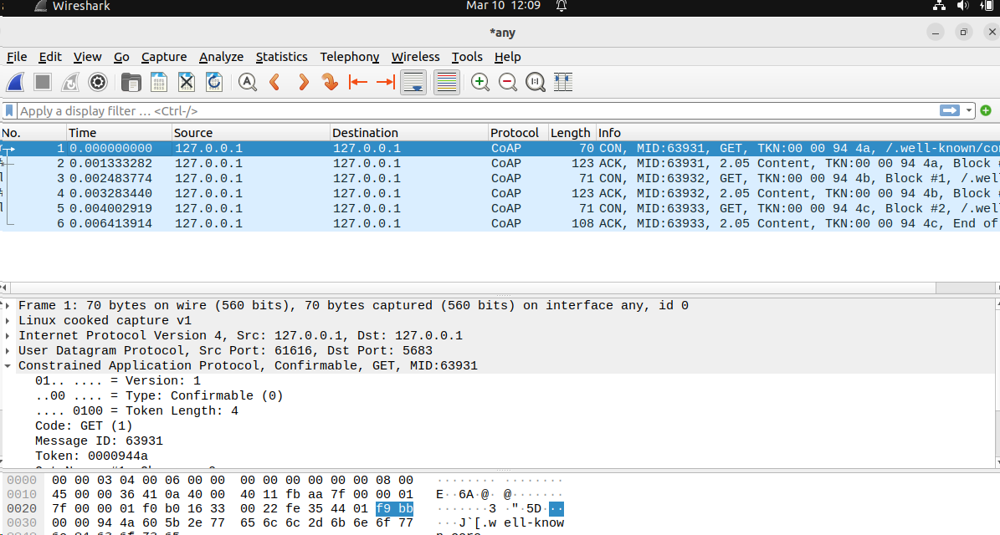 Wireshark Mar 10 12:09
*any
File Edit View Go Capture Analyze Statistics Telephony Wireless Tools Help
Apply a display filter … <Ctrl-/>
No. Time Source Destination Protocol Length Info
1 0.000000000 127.0.0.1 127.0.0.1 CoAP 70 CON, MID:63931, GET, TKN:00 00 94 4a, /.well-known/co
2 0.001333282 127.0.0.1 127.0.0.1 CoAP 123 ACK, MID:63931, 2.05 Content, TKN:00 00 94 4a, Block #
3 0.002483774 127.0.0.1 127.0.0.1 CoAP 71 CON, MID:63932, GET, TKN:00 00 94 4b, Block #1, /.wel
4 0.003283440 127.0.0.1 127.0.0.1 CoAP 123 ACK, MID:63932, 2.05 Content, TKN:00 00 94 4b, Block
5 0.004002919 127.0.0.1 127.0.0.1 CoAP 71 CON, MID:63933, GET, TKN:00 00 94 4c, Block #2, /.wel
6 0.006413914 127.0.0.1 127.0.0.1 CoAP 108 ACK, MID:63933, 2.05 Content, TKN:00 00 94 4c, End of
Frame 1: 70 bytes on wire (560 bits), 70 bytes captured (560 bits) on interface any, id 0
Linux cooked capture v1
Internet Protocol Version 4, Src: 127.0.0.1, Dst: 127.0.0.1
User Datagram Protocol, Src Port: 61616, Dst Port: 5683
Constrained Application Protocol, Confirmable, GET, MID:63931
01.. .... = Version: 1
..00 .... = Type: Confirmable (0)
.... 0100 = Token Length: 4
Code: GET (1)
Message ID: 63931
Token: 0000944a
0000 00 00 03 04 00 06 00 00 00 00 00 00 00 00 08 00 ········ ········
0010 45 00 00 36 41 0a 40 00 40 11 fb aa 7f 00 00 01 E··6A·@· @·······
0020 7f 00 00 01 f0 b0 16 33 00 22 fe 35 44 01 f9 bb ·······3 ·"·5D···
0030 00 00 94 4a 60 5b 2e 77 65 6c 6c 2d 6b 6e 6f 77 ···J`[.w ell-know